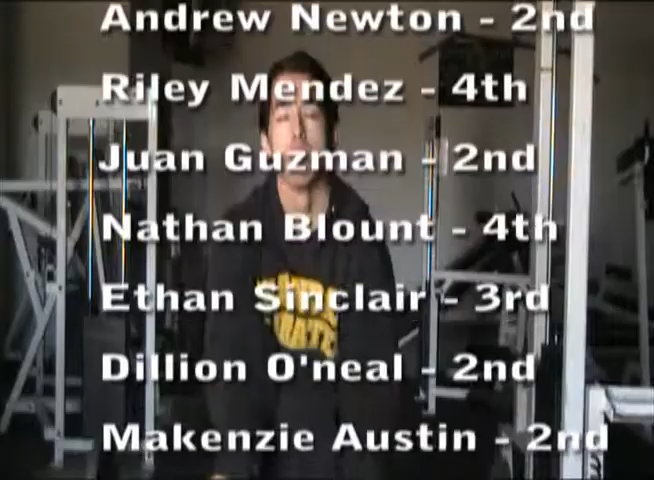 Andrew Newton - 2nd
Riley Mendez - 4th
Juan Guzman - 2nd
Nathan Blount - 4th
Ethan Sinclair - 3rd
Dillion O'neal - 2nd
Makenzie Austin - 2nd